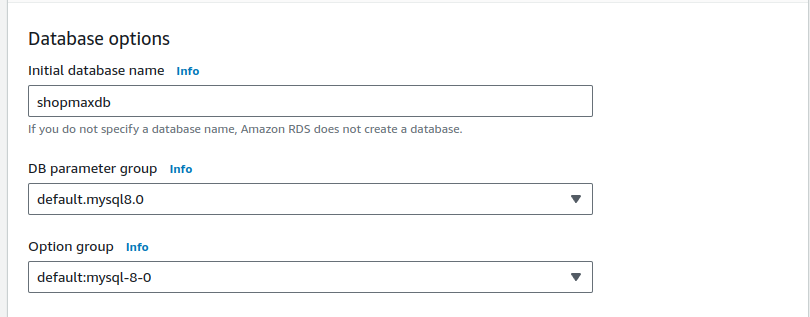 Database options
Initial database name Info
shopmaxdb
If you do not specify a database name, Amazon RDS does not create a database.
DB parameter group Info
default.mysql8.0
Option group Info
default:mysql-8-0